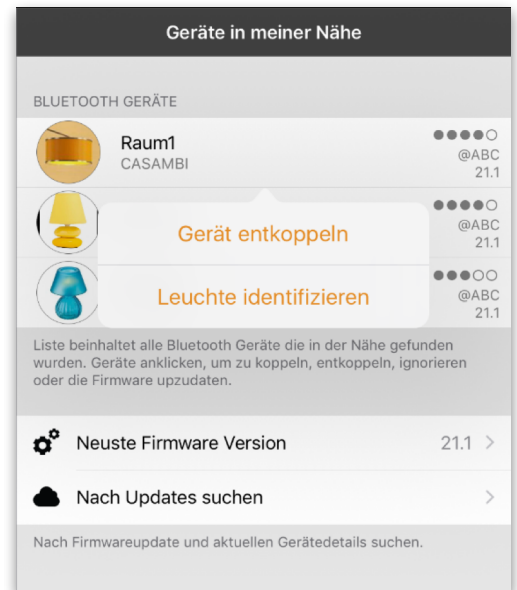 Geräte in meiner Nähe
BLUETOOTH GERÄTE
Raum1
CASAMBI
@ABC
21.1
@ABC
21.1
Gerät entkoppeln
Leuchte identifizieren
@ABC
21.1
Liste beinhaltet alle Bluetooth Geräte die in der Nähe gefunden
wurden. Geräte anklicken, um zu koppeln, entkoppeln, ignorieren
oder die Firmware upzudaten.
Neuste Firmware Version 21.1
Nach Updates suchen
Nach Firmwareupdate und aktuellen Gerätedetails suchen.